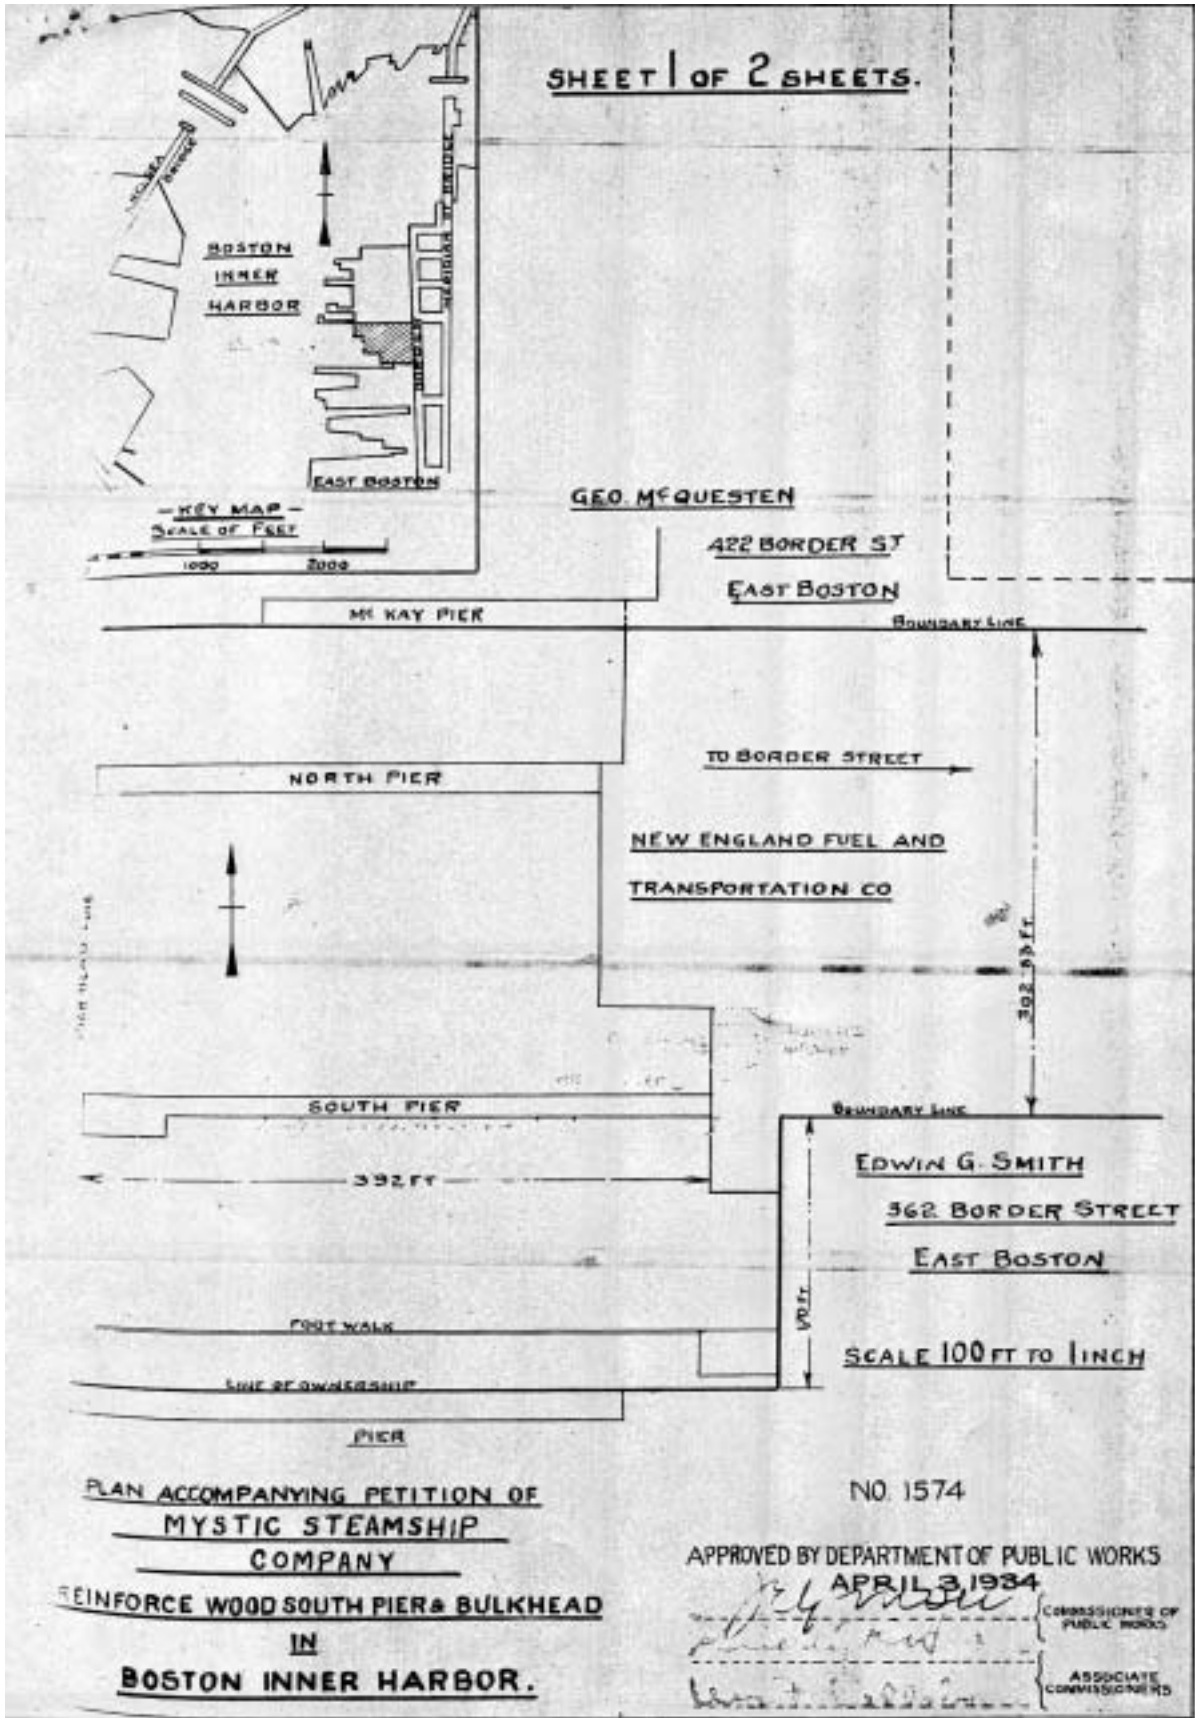 SHEET 1 OF 2 SHEETS.
BRIDGE
BOSTON
INNER
HARBOR
MERIDIAN ST BRIDGE
BORDER
EAST BOSTON
- KEY MAP -
SCALE OF FEET
1000 2000
GEO. McQUESTEN
422 BORDER ST
EAST BOSTON
McKAY PIER
BOUNDARY LINE
TO BORDER STREET
NORTH PIER
NEW ENGLAND FUEL AND
TRANSPORTATION CO
PIER HEAD LINE
SOUTH PIER
BOUNDARY LINE
392 FT
EDWIN G. SMITH
362 BORDER STREET
EAST BOSTON
FOOT WALK
SCALE 100 FT TO 1 INCH
LINE OF OWNERSHIP
PIER
PLAN ACCOMPANYING PETITION OF
MYSTIC STEAMSHIP
COMPANY
REINFORCE WOOD SOUTH PIER & BULKHEAD
IN
BOSTON INNER HARBOR.
NO. 1574
APPROVED BY DEPARTMENT OF PUBLIC WORKS
APRIL 3, 1934
COMMISSIONER OF
PUBLIC WORKS
ASSOCIATE
COMMISSIONERS